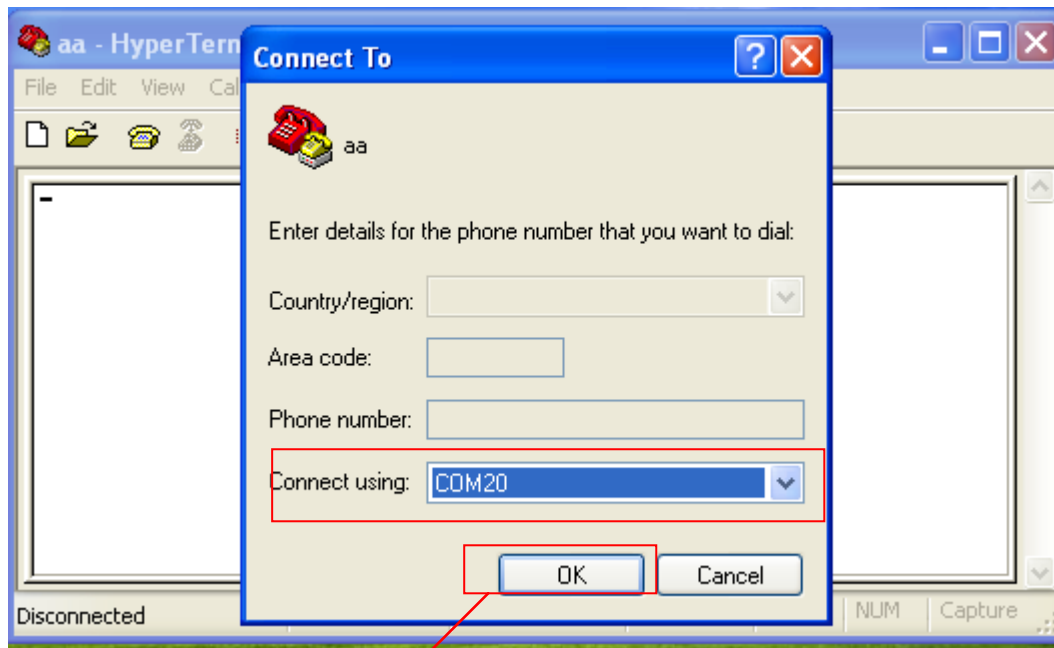 aa - HyperTern
File Edit View Cal
Connect To
aa
Enter details for the phone number that you want to dial:
Country/region:
Area code:
Phone number:
Connect using: COM20
OK Cancel
Disconnected NUM Capture